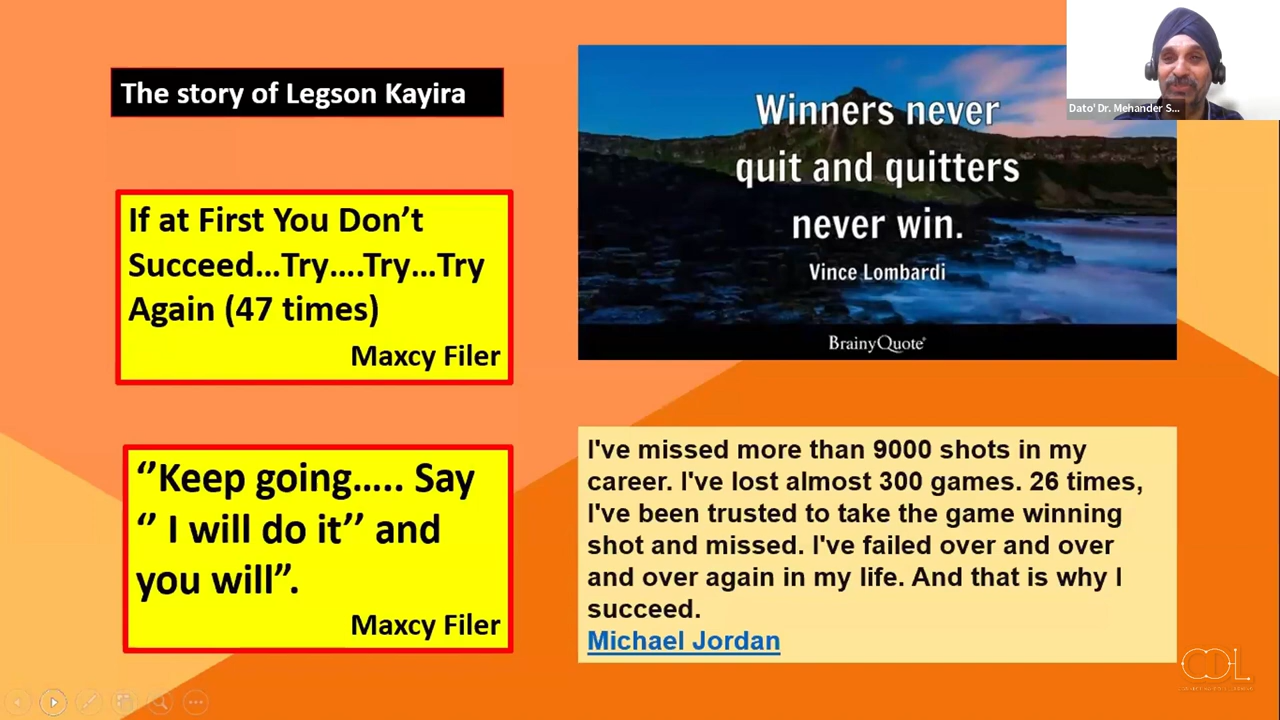 The story of Legson Kayira
If at First You Don’t
Succeed...Try....Try...Try
Again (47 times)
Maxcy Filer
‘’Keep going..... Say
‘’ I will do it’’ and
you will”.
Maxcy Filer
Winners never
quit and quitters
never win.
Vince Lombardi
BrainyQuote®
I've missed more than 9000 shots in my
career. I've lost almost 300 games. 26 times,
I've been trusted to take the game winning
shot and missed. I've failed over and over
and over again in my life. And that is why I
succeed.
Michael Jordan
Dato' Dr. Mehander S...
CDL